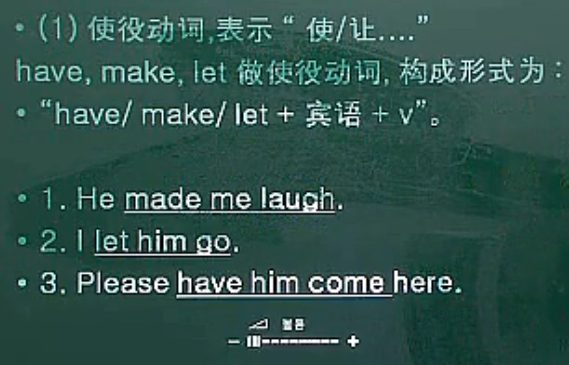 • (1) 使役动词,表示“ 使/让....”
have, make, let 做使役动词, 构成形式为：
• “have/ make/ let + 宾语 + v”。
• 1. He made me laugh.
• 2. I let him go.
• 3. Please have him come here.
볼륨
− +